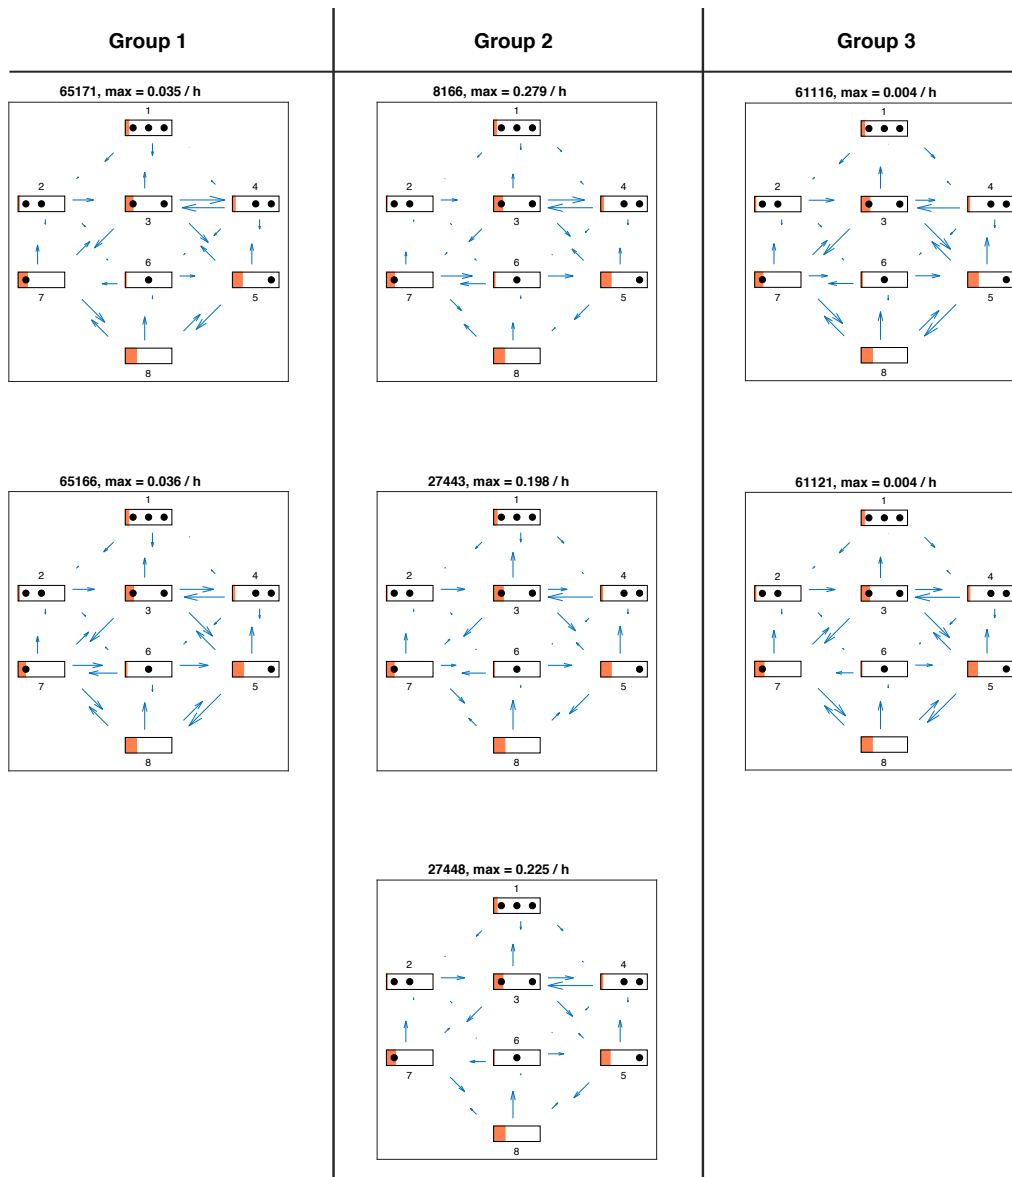 Group 1 Group 2 Group 3
65171, max = 0.035 / h 8166, max = 0.279 / h 61116, max = 0.004 / h
1 1 1
2 4 2 4 2 4
3 3 3
6 6 6
7 5 7 5 7 5
8 8 8
65166, max = 0.036 / h 27443, max = 0.198 / h 61121, max = 0.004 / h
1 1 1
2 4 2 4 2 4
3 3 3
6 6 6
7 5 7 5 7 5
8 8 8
27448, max = 0.225 / h
1
2 4
3
6
7 5
8